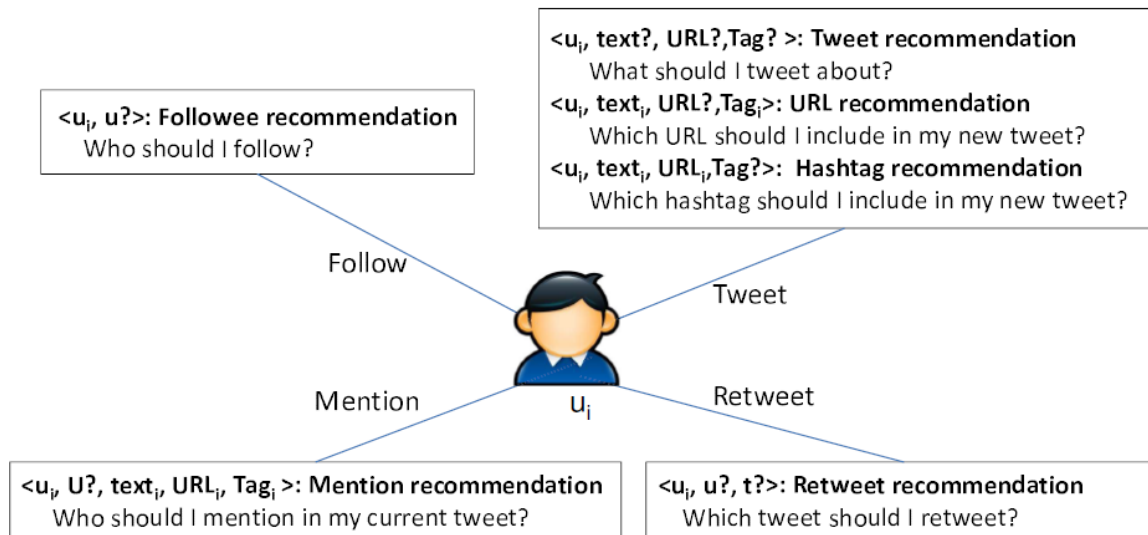 <u_i, u?>: Followee recommendation
Who should I follow?
<u_i, text?, URL?,Tag? >: Tweet recommendation
What should I tweet about?
<u_i, text_i, URL?,Tag_i>: URL recommendation
Which URL should I include in my new tweet?
<u_i, text_i, URL_i,Tag?>: Hashtag recommendation
Which hashtag should I include in my new tweet?
Follow
Tweet
Mention
Retweet
u_i
<u_i, U?, text_i, URL_i, Tag_i >: Mention recommendation
Who should I mention in my current tweet?
<u_i, u?, t?>: Retweet recommendation
Which tweet should I retweet?